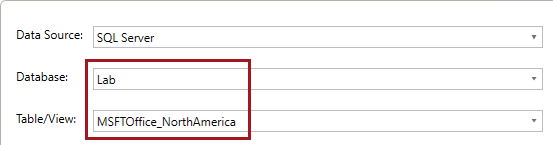 Data Source: SQL Server
Database: Lab
Table/View: MSFTOffice_NorthAmerica